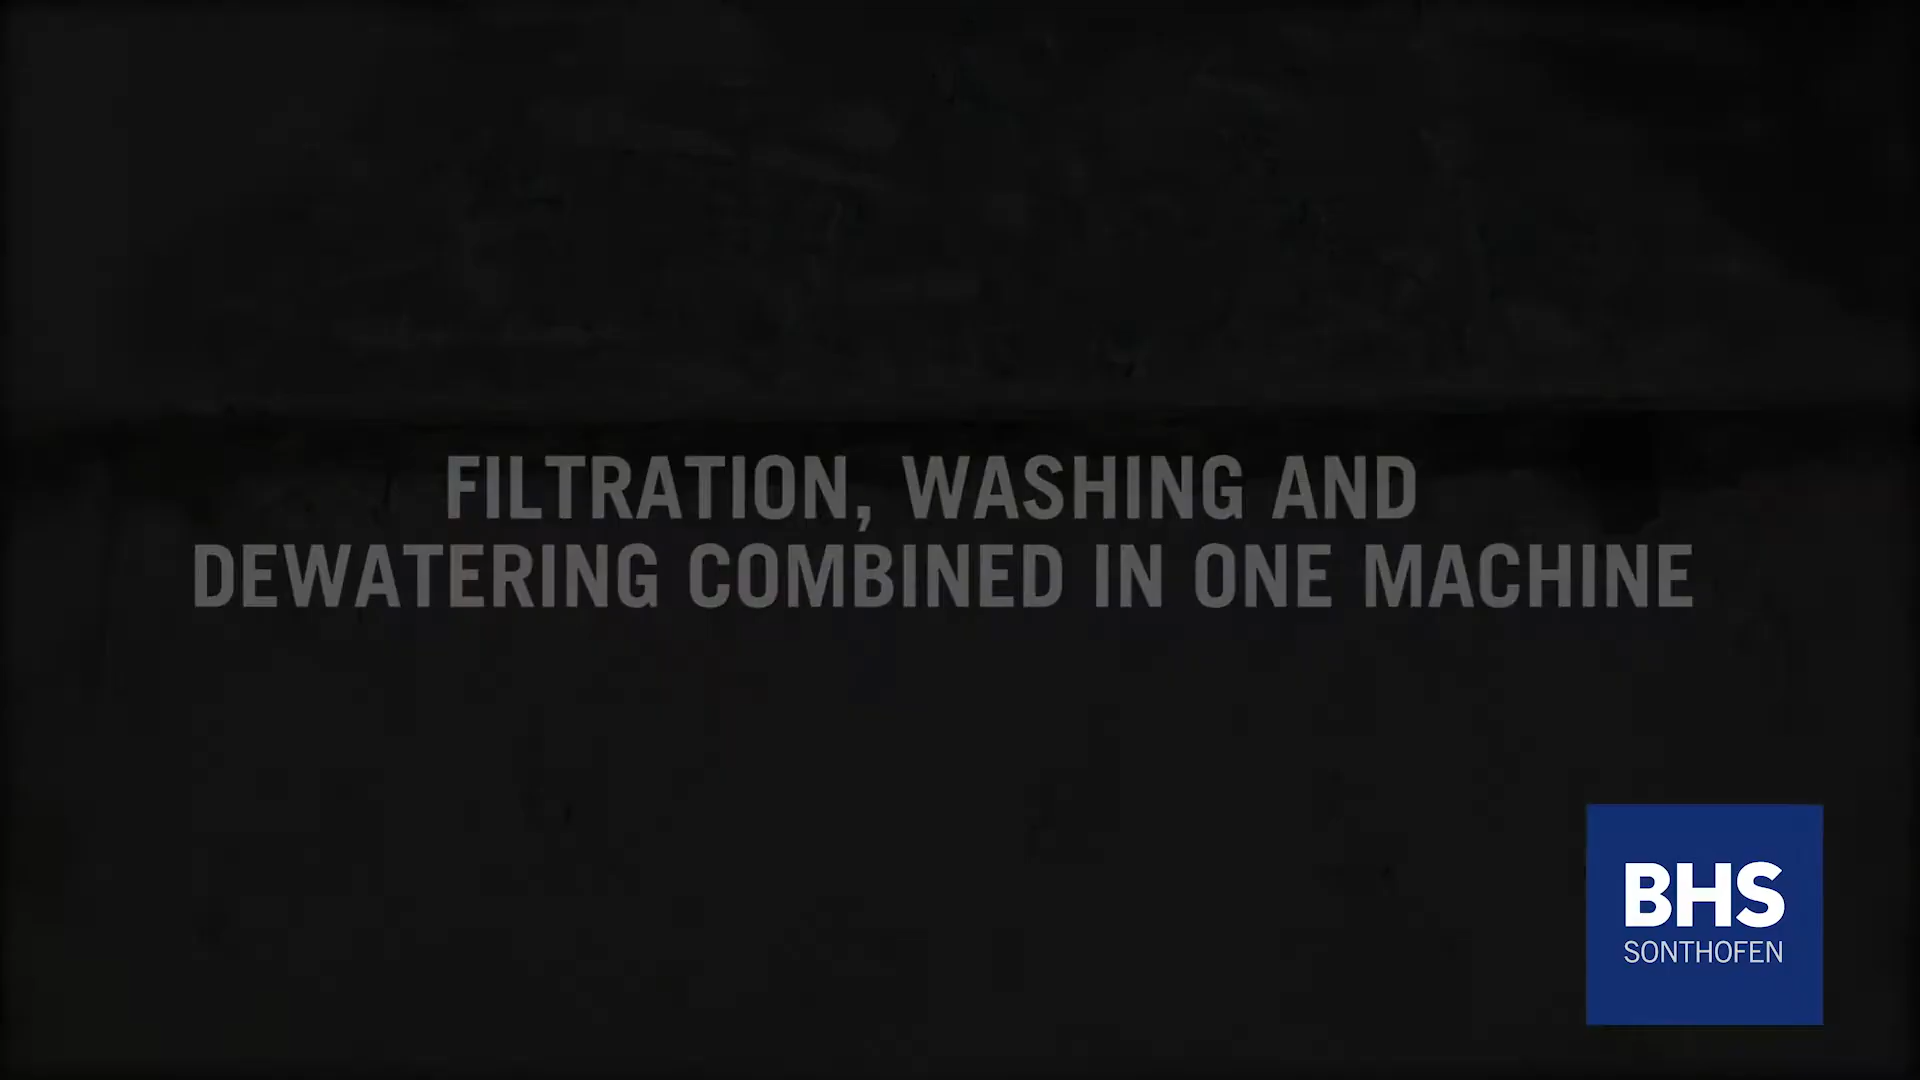 FILTRATION, WASHING AND
DEWATERING COMBINED IN ONE MACHINE
BHS
SONTHOFEN